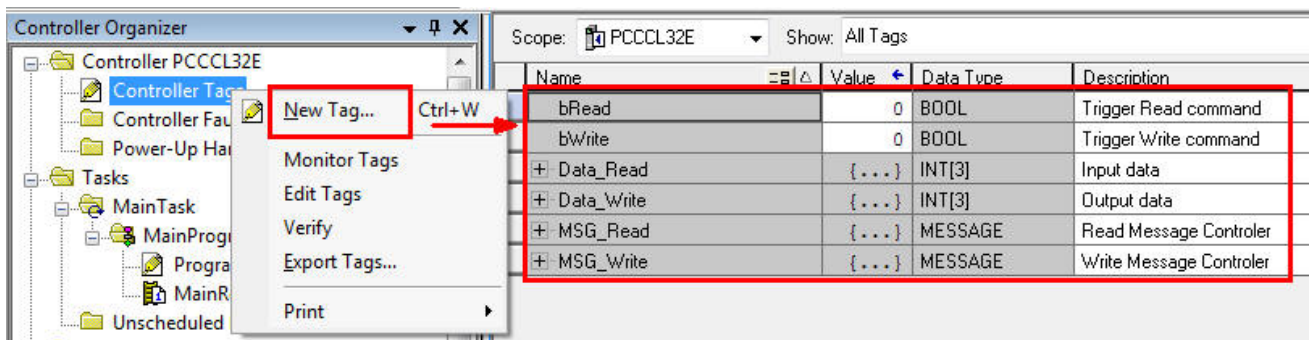 Controller Organizer
Controller PCCCL32E
Controller Tags
Controller Fau
Power-Up Har
Tasks
MainTask
MainProgr
Progra
MainR
Unscheduled
New Tag... Ctrl+W
Monitor Tags
Edit Tags
Verify
Export Tags...
Print
Scope: PCCCL32E Show: All Tags
Name Value Data Type Description
bRead 0 BOOL Trigger Read command
bWrite 0 BOOL Trigger Write command
Data_Read {...} INT[3] Input data
Data_Write {...} INT[3] Output data
MSG_Read {...} MESSAGE Read Message Controler
MSG_Write {...} MESSAGE Write Message Controler